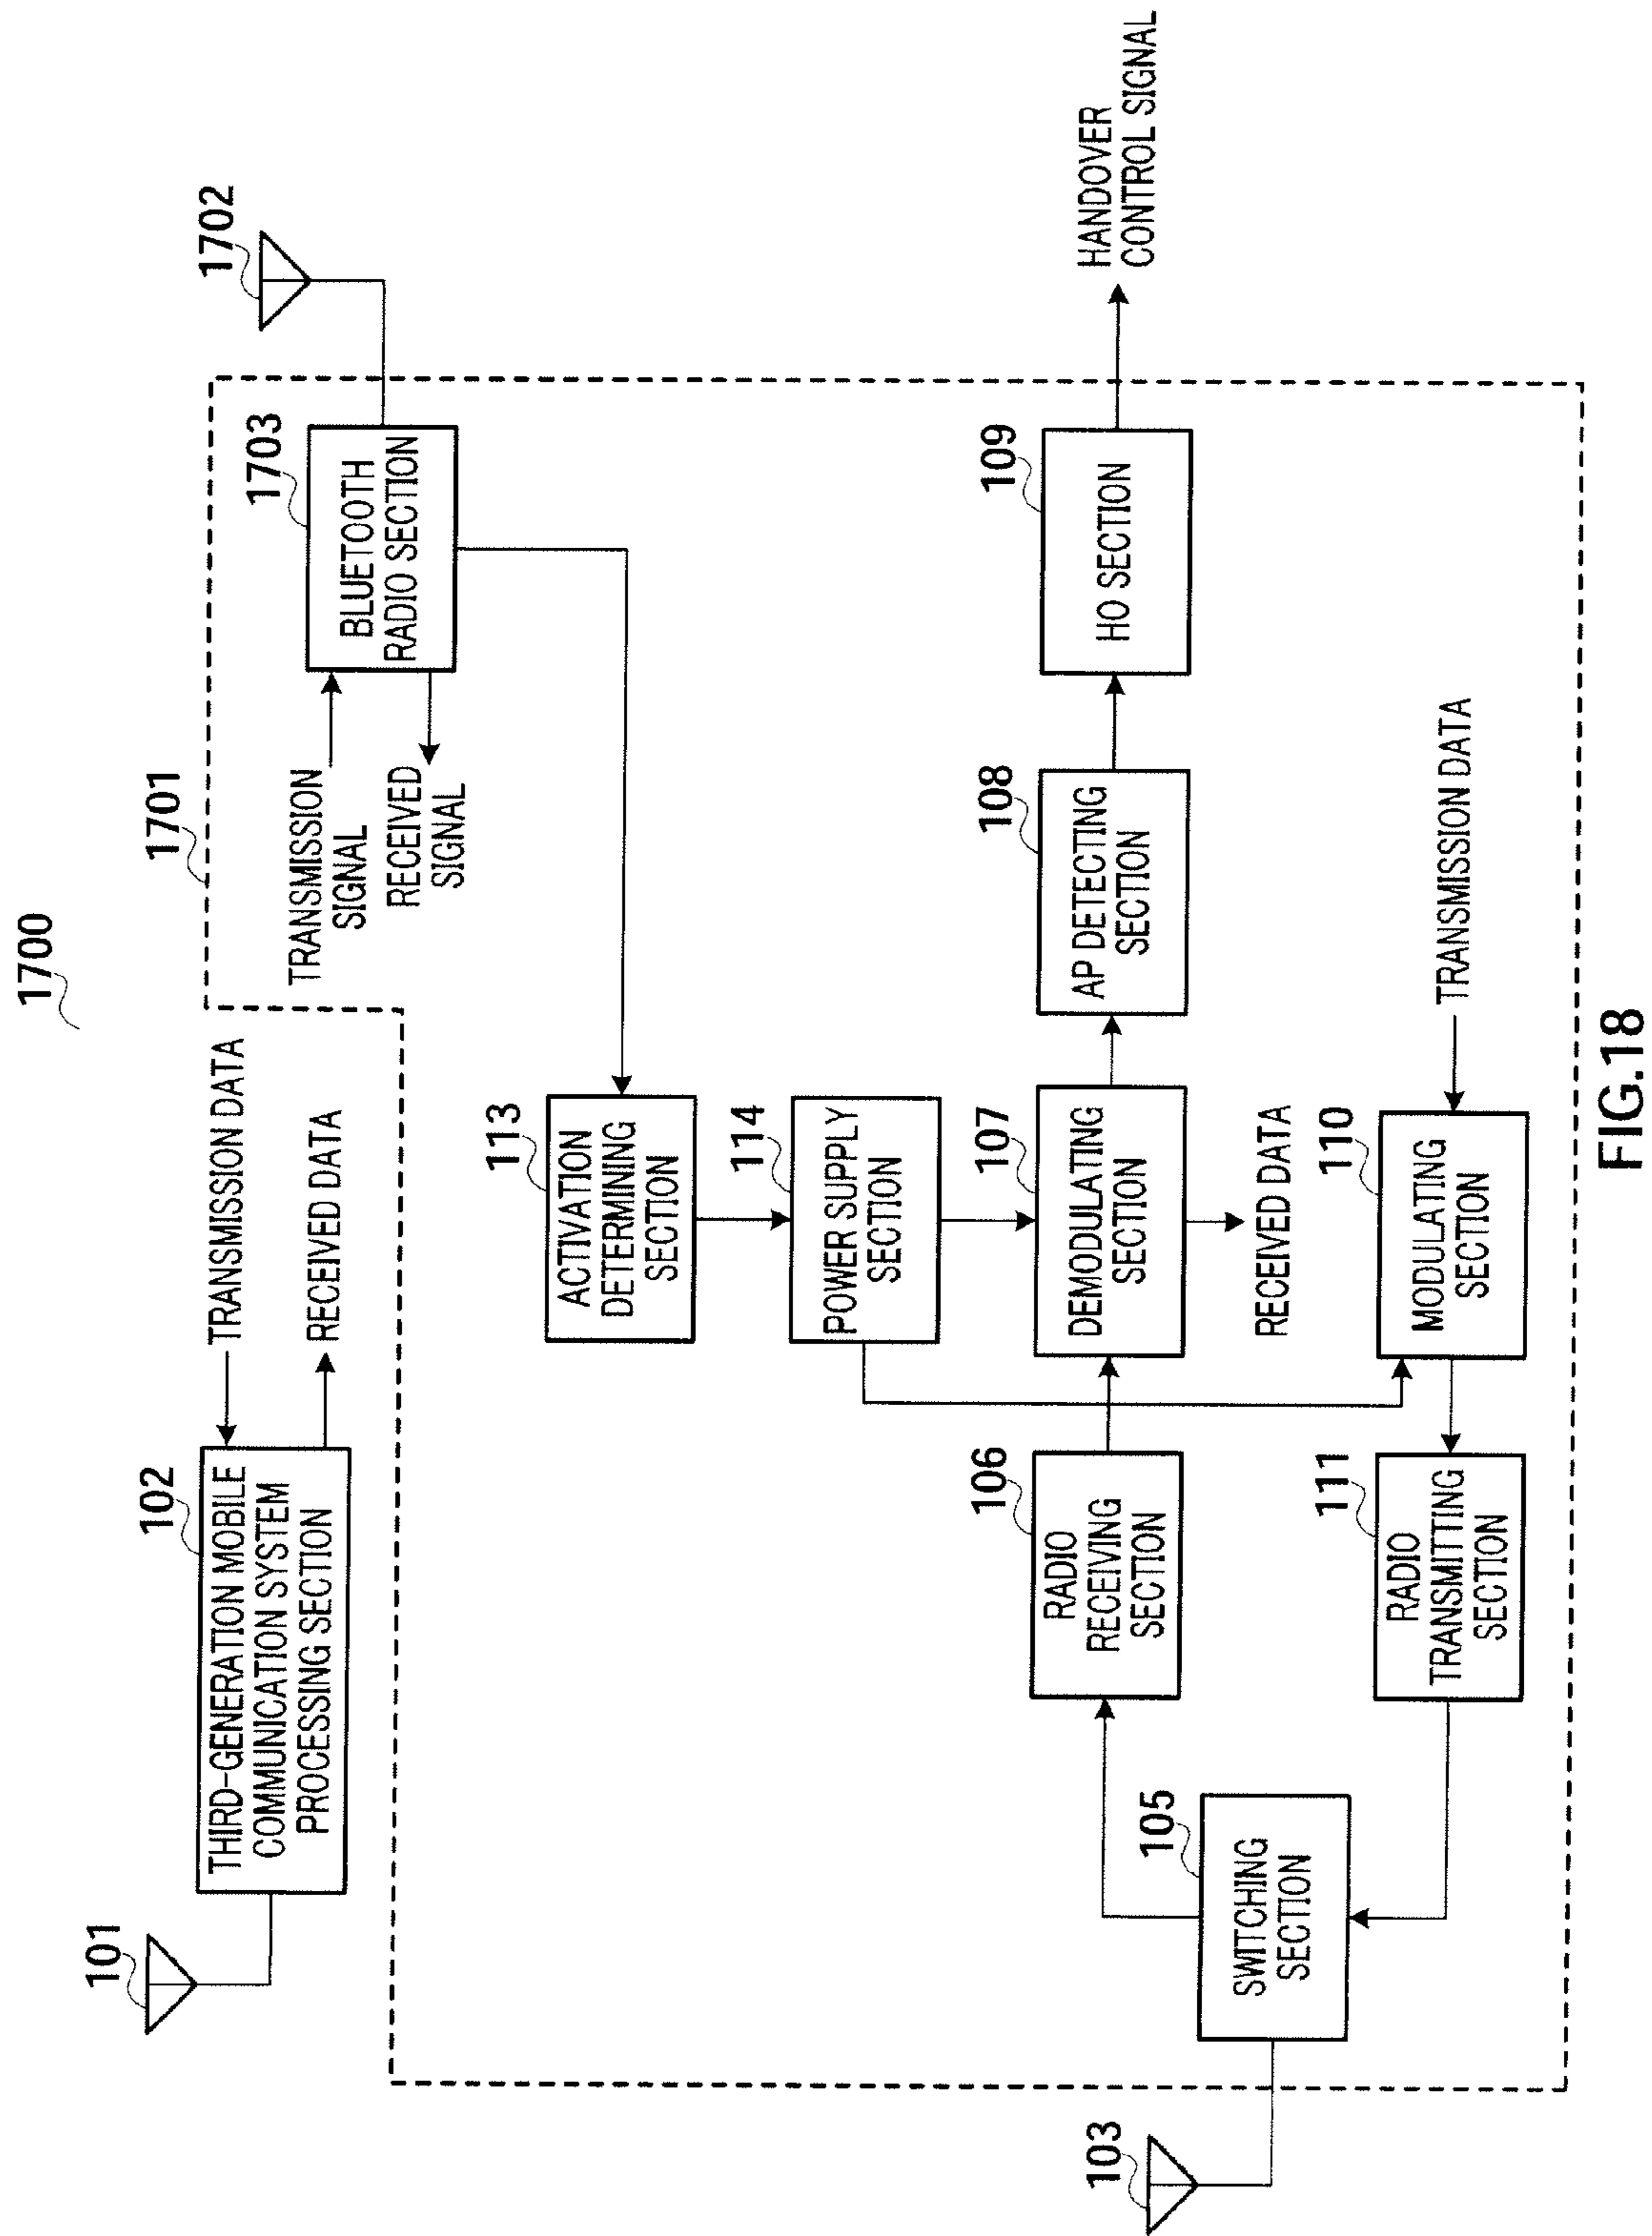 1700
101
102
THIRD-GENERATION MOBILE
COMMUNICATION SYSTEM
PROCESSING SECTION
TRANSMISSION DATA
RECEIVED DATA
1701
1702
1703
BLUETOOTH
RADIO SECTION
TRANSMISSION
SIGNAL
RECEIVED
SIGNAL
113
ACTIVATION
DETERMINING
SECTION
114
POWER SUPPLY
SECTION
103
105
SWITCHING
SECTION
106
RADIO
RECEIVING
SECTION
107
DEMODULATING
SECTION
RECEIVED DATA
108
AP DETECTING
SECTION
109
HO SECTION
HANDOVER
CONTROL SIGNAL
111
RADIO
TRANSMITTING
SECTION
110
MODULATING
SECTION
TRANSMISSION DATA
FIG.18